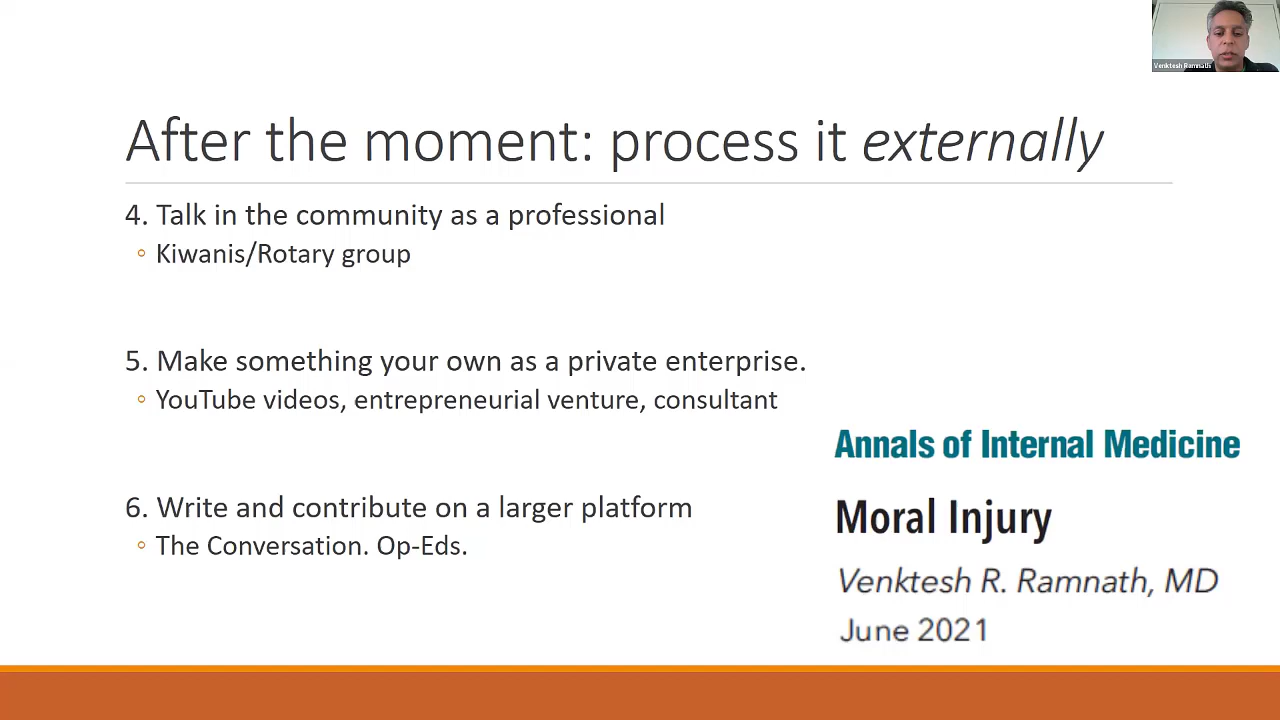 Venktesh Ramnath
After the moment: process it externally
4. Talk in the community as a professional
◦ Kiwanis/Rotary group
5. Make something your own as a private enterprise.
◦ YouTube videos, entrepreneurial venture, consultant
6. Write and contribute on a larger platform
◦ The Conversation. Op-Eds.
Annals of Internal Medicine
Moral Injury
Venktesh R. Ramnath, MD
June 2021